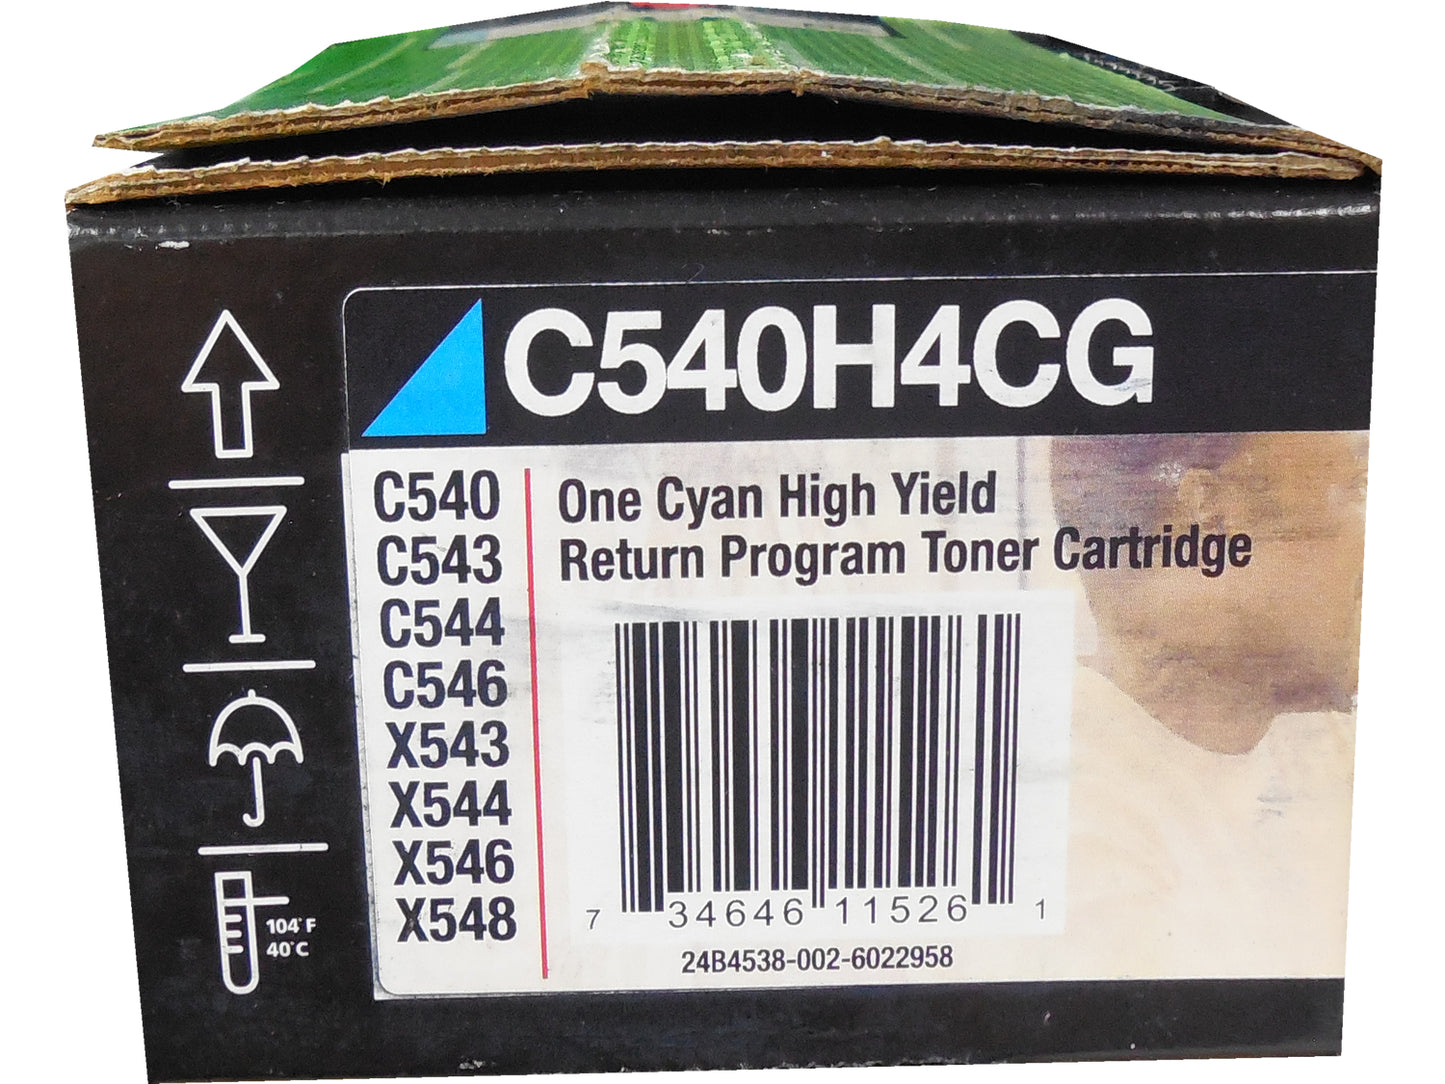 C540H4CG
C540
C543
C544
C546
X543
X544
X546
X548
One Cyan High Yield
Return Program Toner Cartridge
7 34646 11526 1
24B4538-002-6022958
104°F
40°C